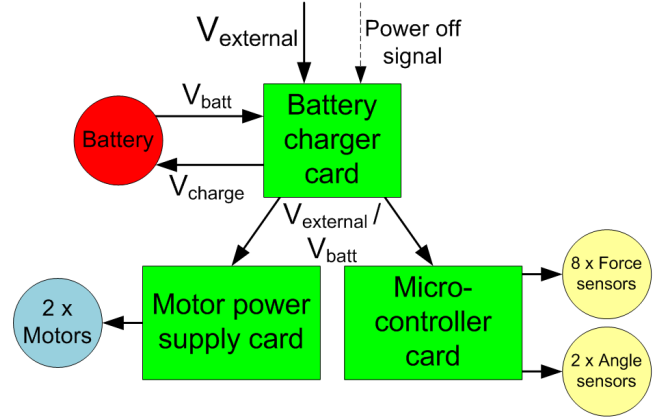 Vexternal
Power off
signal
Vbatt
Battery
charger
card
Battery
Vcharge
Vexternal /
Vbatt
8 x Force
sensors
2 x
Motors
Motor power
supply card
Micro-
controller
card
2 x Angle
sensors